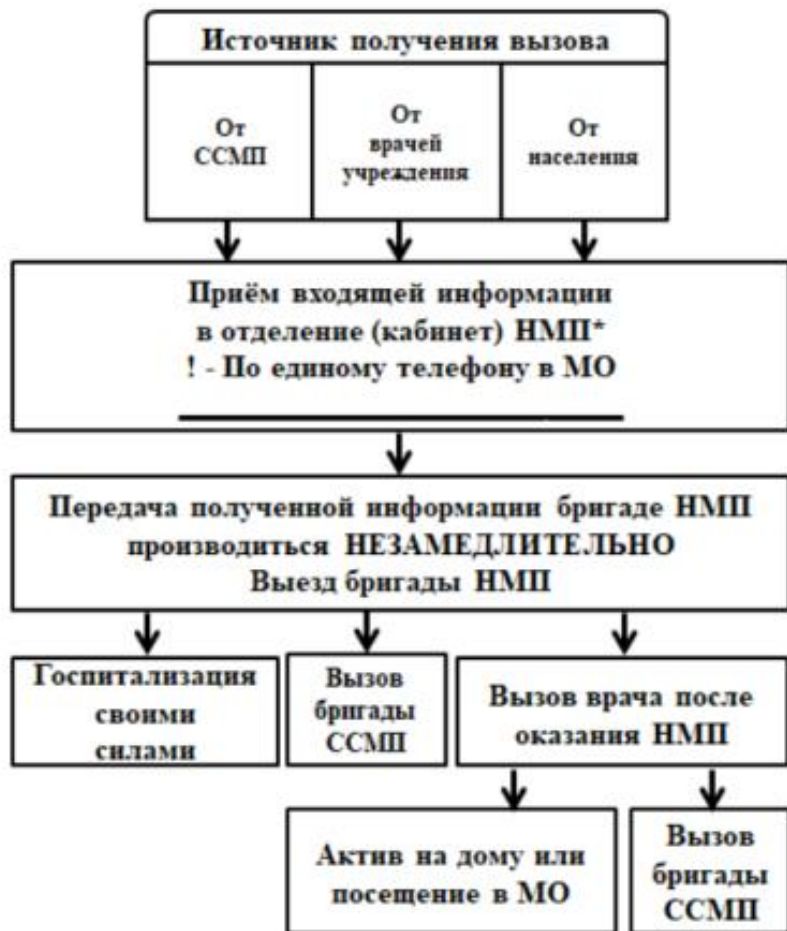 Источник получения вызова
От
ССМП
От
врачей
учреждения
От
населения
Приём входящей информации
в отделение (кабинет) НМП*
! - По единому телефону в МО
Передача полученной информации бригаде НМП
производиться НЕЗАМЕДЛИТЕЛЬНО
Выезд бригады НМП
Госпитализация
своими
силами
Вызов
бригады
ССМП
Вызов врача после
оказания НМП
Актив на дому или
посещение в МО
Вызов
бригады
ССМП